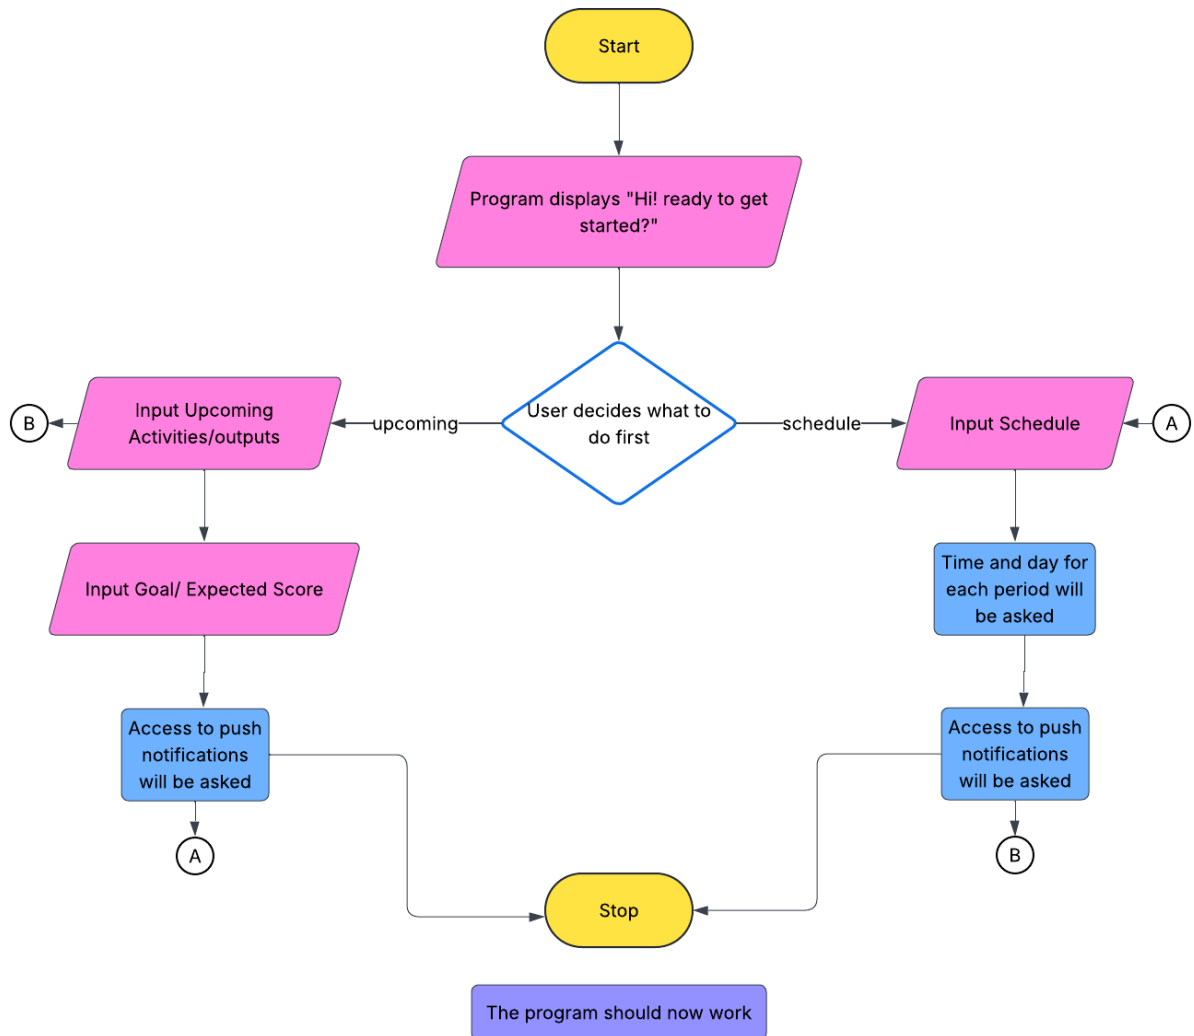 Start
Program displays "Hi! ready to get
started?"
User decides what to
do first
upcoming
schedule
Input Upcoming
Activities/outputs
B
Input Schedule
A
Input Goal/ Expected Score
Time and day for
each period will
be asked
Access to push
notifications
will be asked
Access to push
notifications
will be asked
A
B
Stop
The program should now work